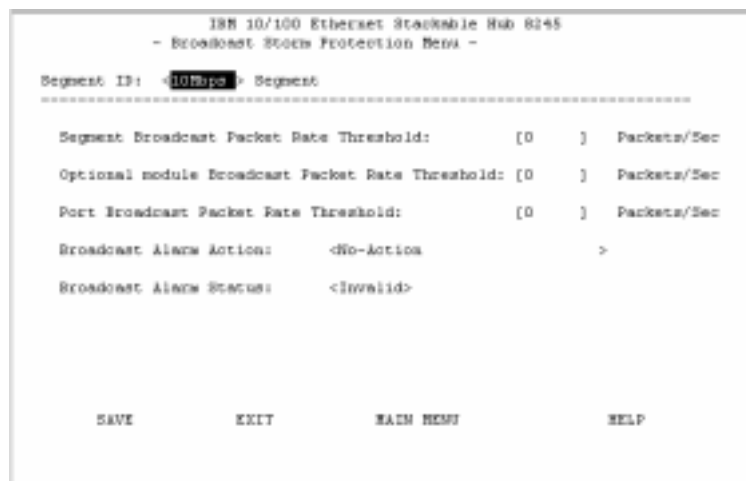 IBM 10/100 Ethernet Stackable Hub 8245
- Broadcast Storm Protection Menu -
Segment ID: <10Mbps > Segment
Segment Broadcast Packet Rate Threshold: [0 ] Packets/Sec
Optional module Broadcast Packet Rate Threshold: [0 ] Packets/Sec
Port Broadcast Packet Rate Threshold: [0 ] Packets/Sec
Broadcast Alarm Action: <No-Action >
Broadcast Alarm Status: <Invalid>
SAVE EXIT MAIN MENU HELP